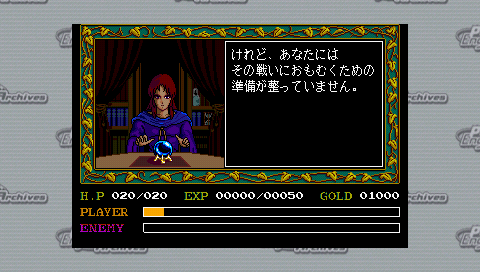 けれど、あなたには
その戦いにおもむくための
準備が整っていません。
H.P 020/020 EXP 00000/00050 GOLD 01000
PLAYER
ENEMY